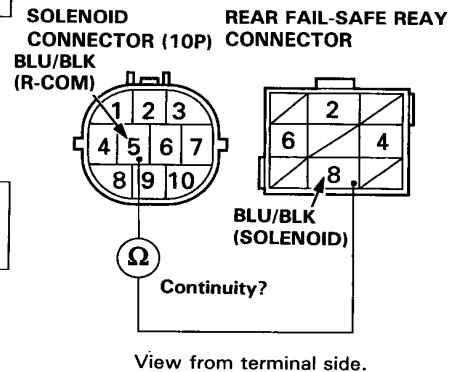 SOLENOID
CONNECTOR (10P)
BLU/BLK
(R-COM)
REAR FAIL-SAFE REAY
CONNECTOR
1 2 3
4 5 6 7
8 9 10
2
6 4
8
BLU/BLK
(SOLENOID)
Ω
Continuity?
View from terminal side.